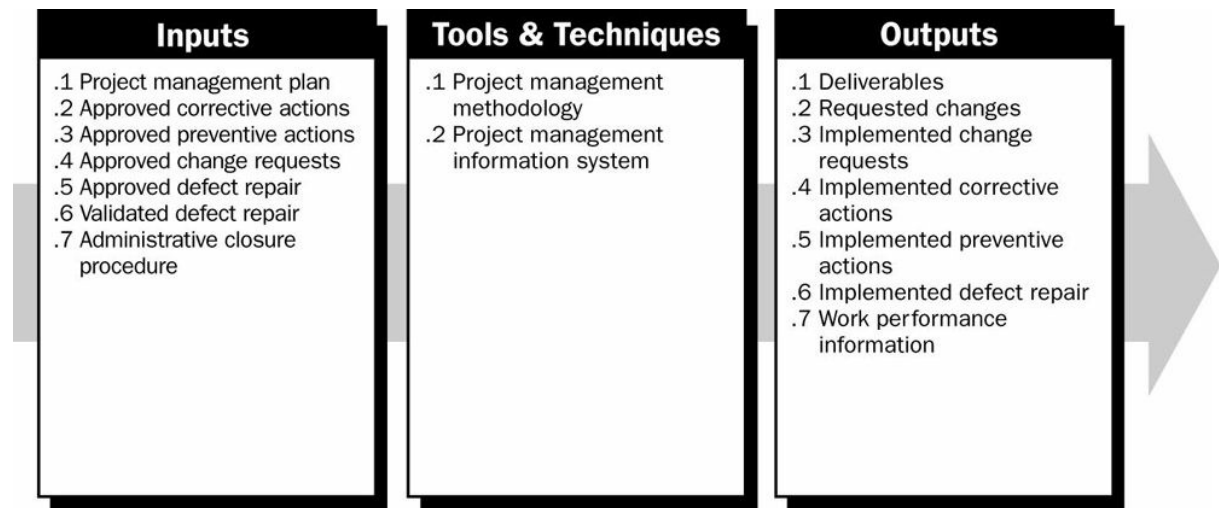 Inputs
.1 Project management plan
.2 Approved corrective actions
.3 Approved preventive actions
.4 Approved change requests
.5 Approved defect repair
.6 Validated defect repair
.7 Administrative closure
procedure
Tools & Techniques
.1 Project management
methodology
.2 Project management
information system
Outputs
.1 Deliverables
.2 Requested changes
.3 Implemented change
requests
.4 Implemented corrective
actions
.5 Implemented preventive
actions
.6 Implemented defect repair
.7 Work performance
information